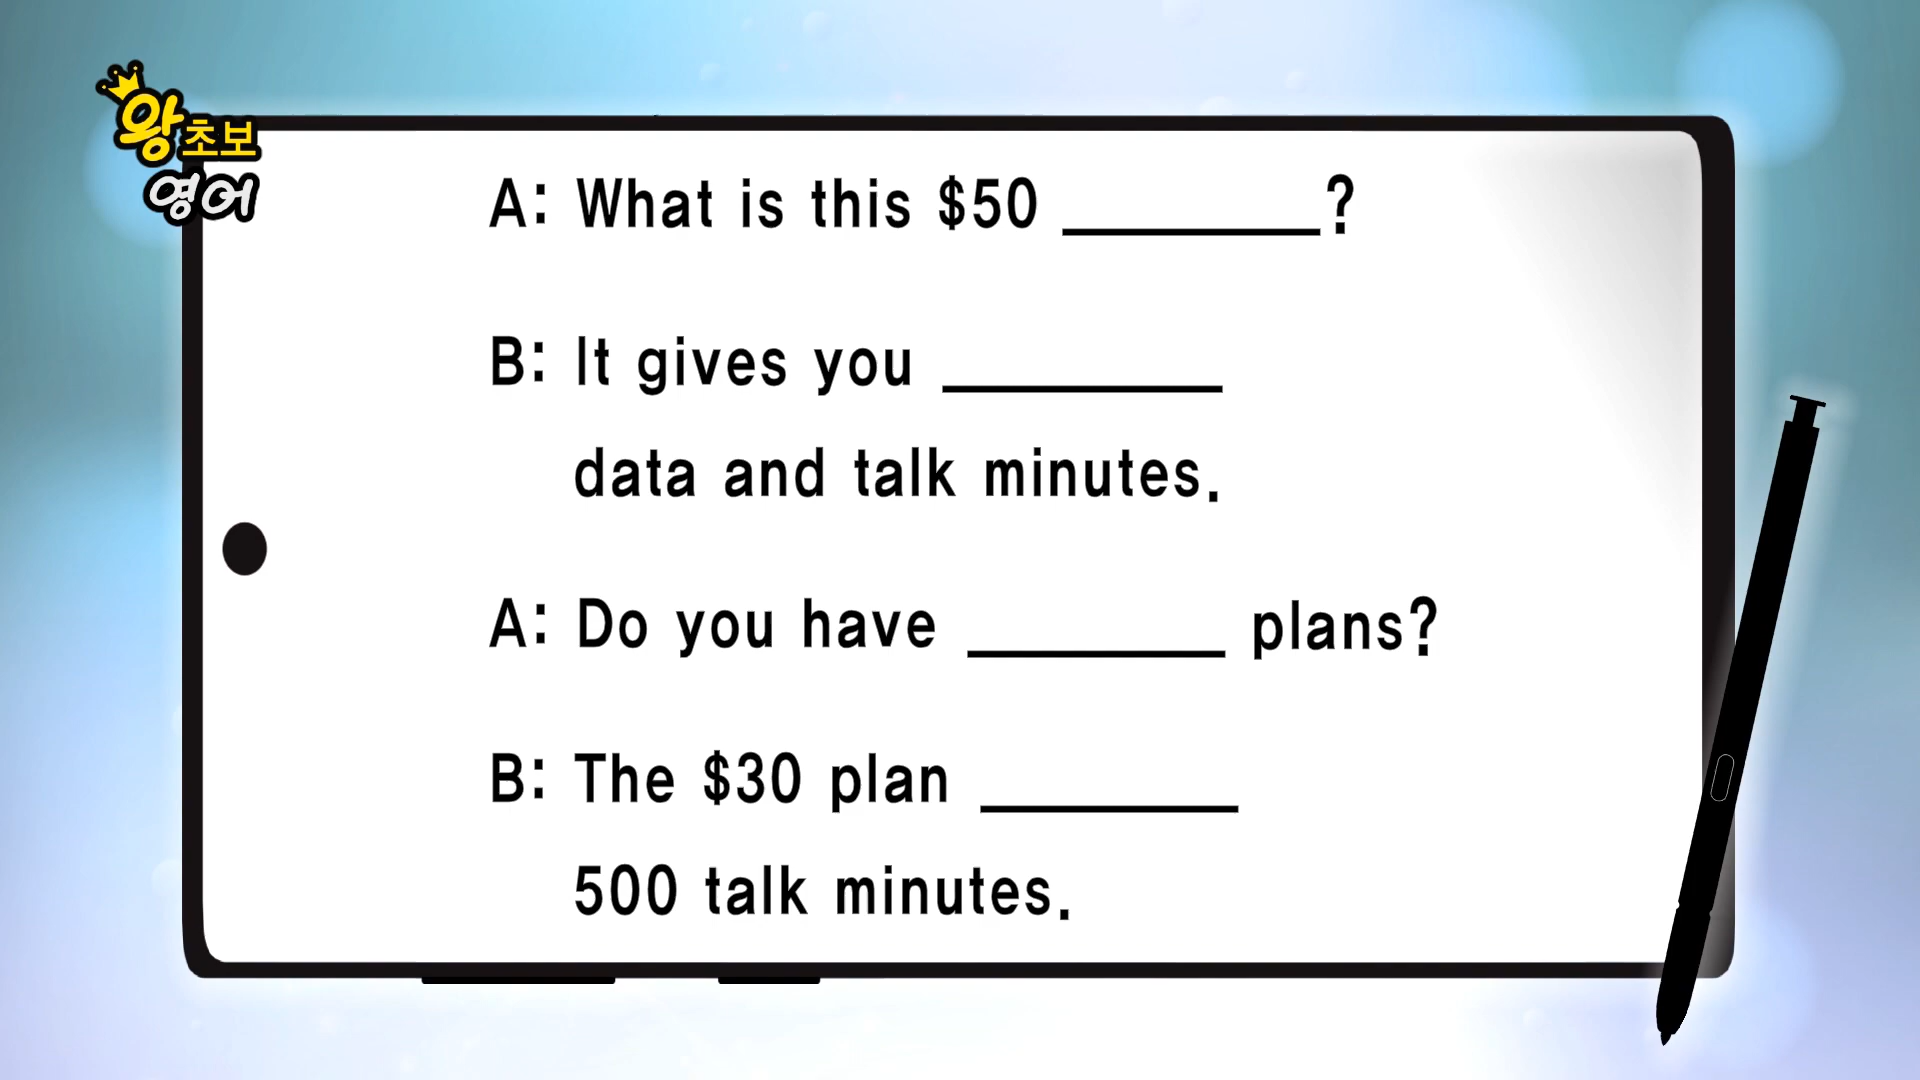 왕초보
영어
A: What is this $50 ________?
B: It gives you ________
data and talk minutes.
A: Do you have ________ plans?
B: The $30 plan ________
500 talk minutes.